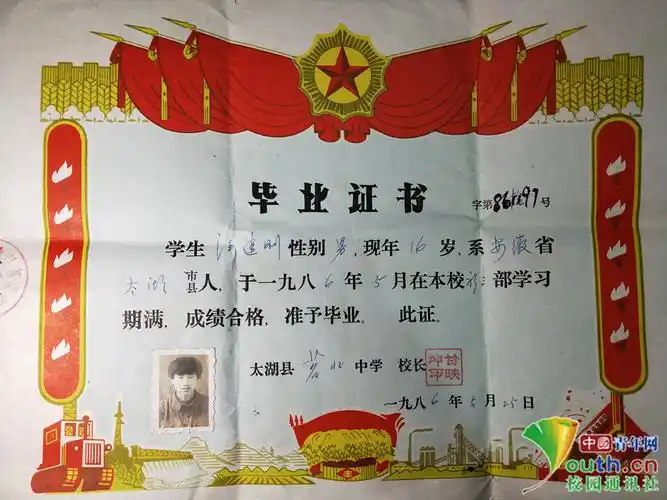 毕业证书
字第86 97号
学生 性别男，现年16岁，系安徽省
太湖市县人，于一九八6年5月在本校初三部学习
期满，成绩合格，准予毕业。 此证。
太湖县 中学 校长
一九八6年5月25日
中国青年网
youth.cn
校园通讯社